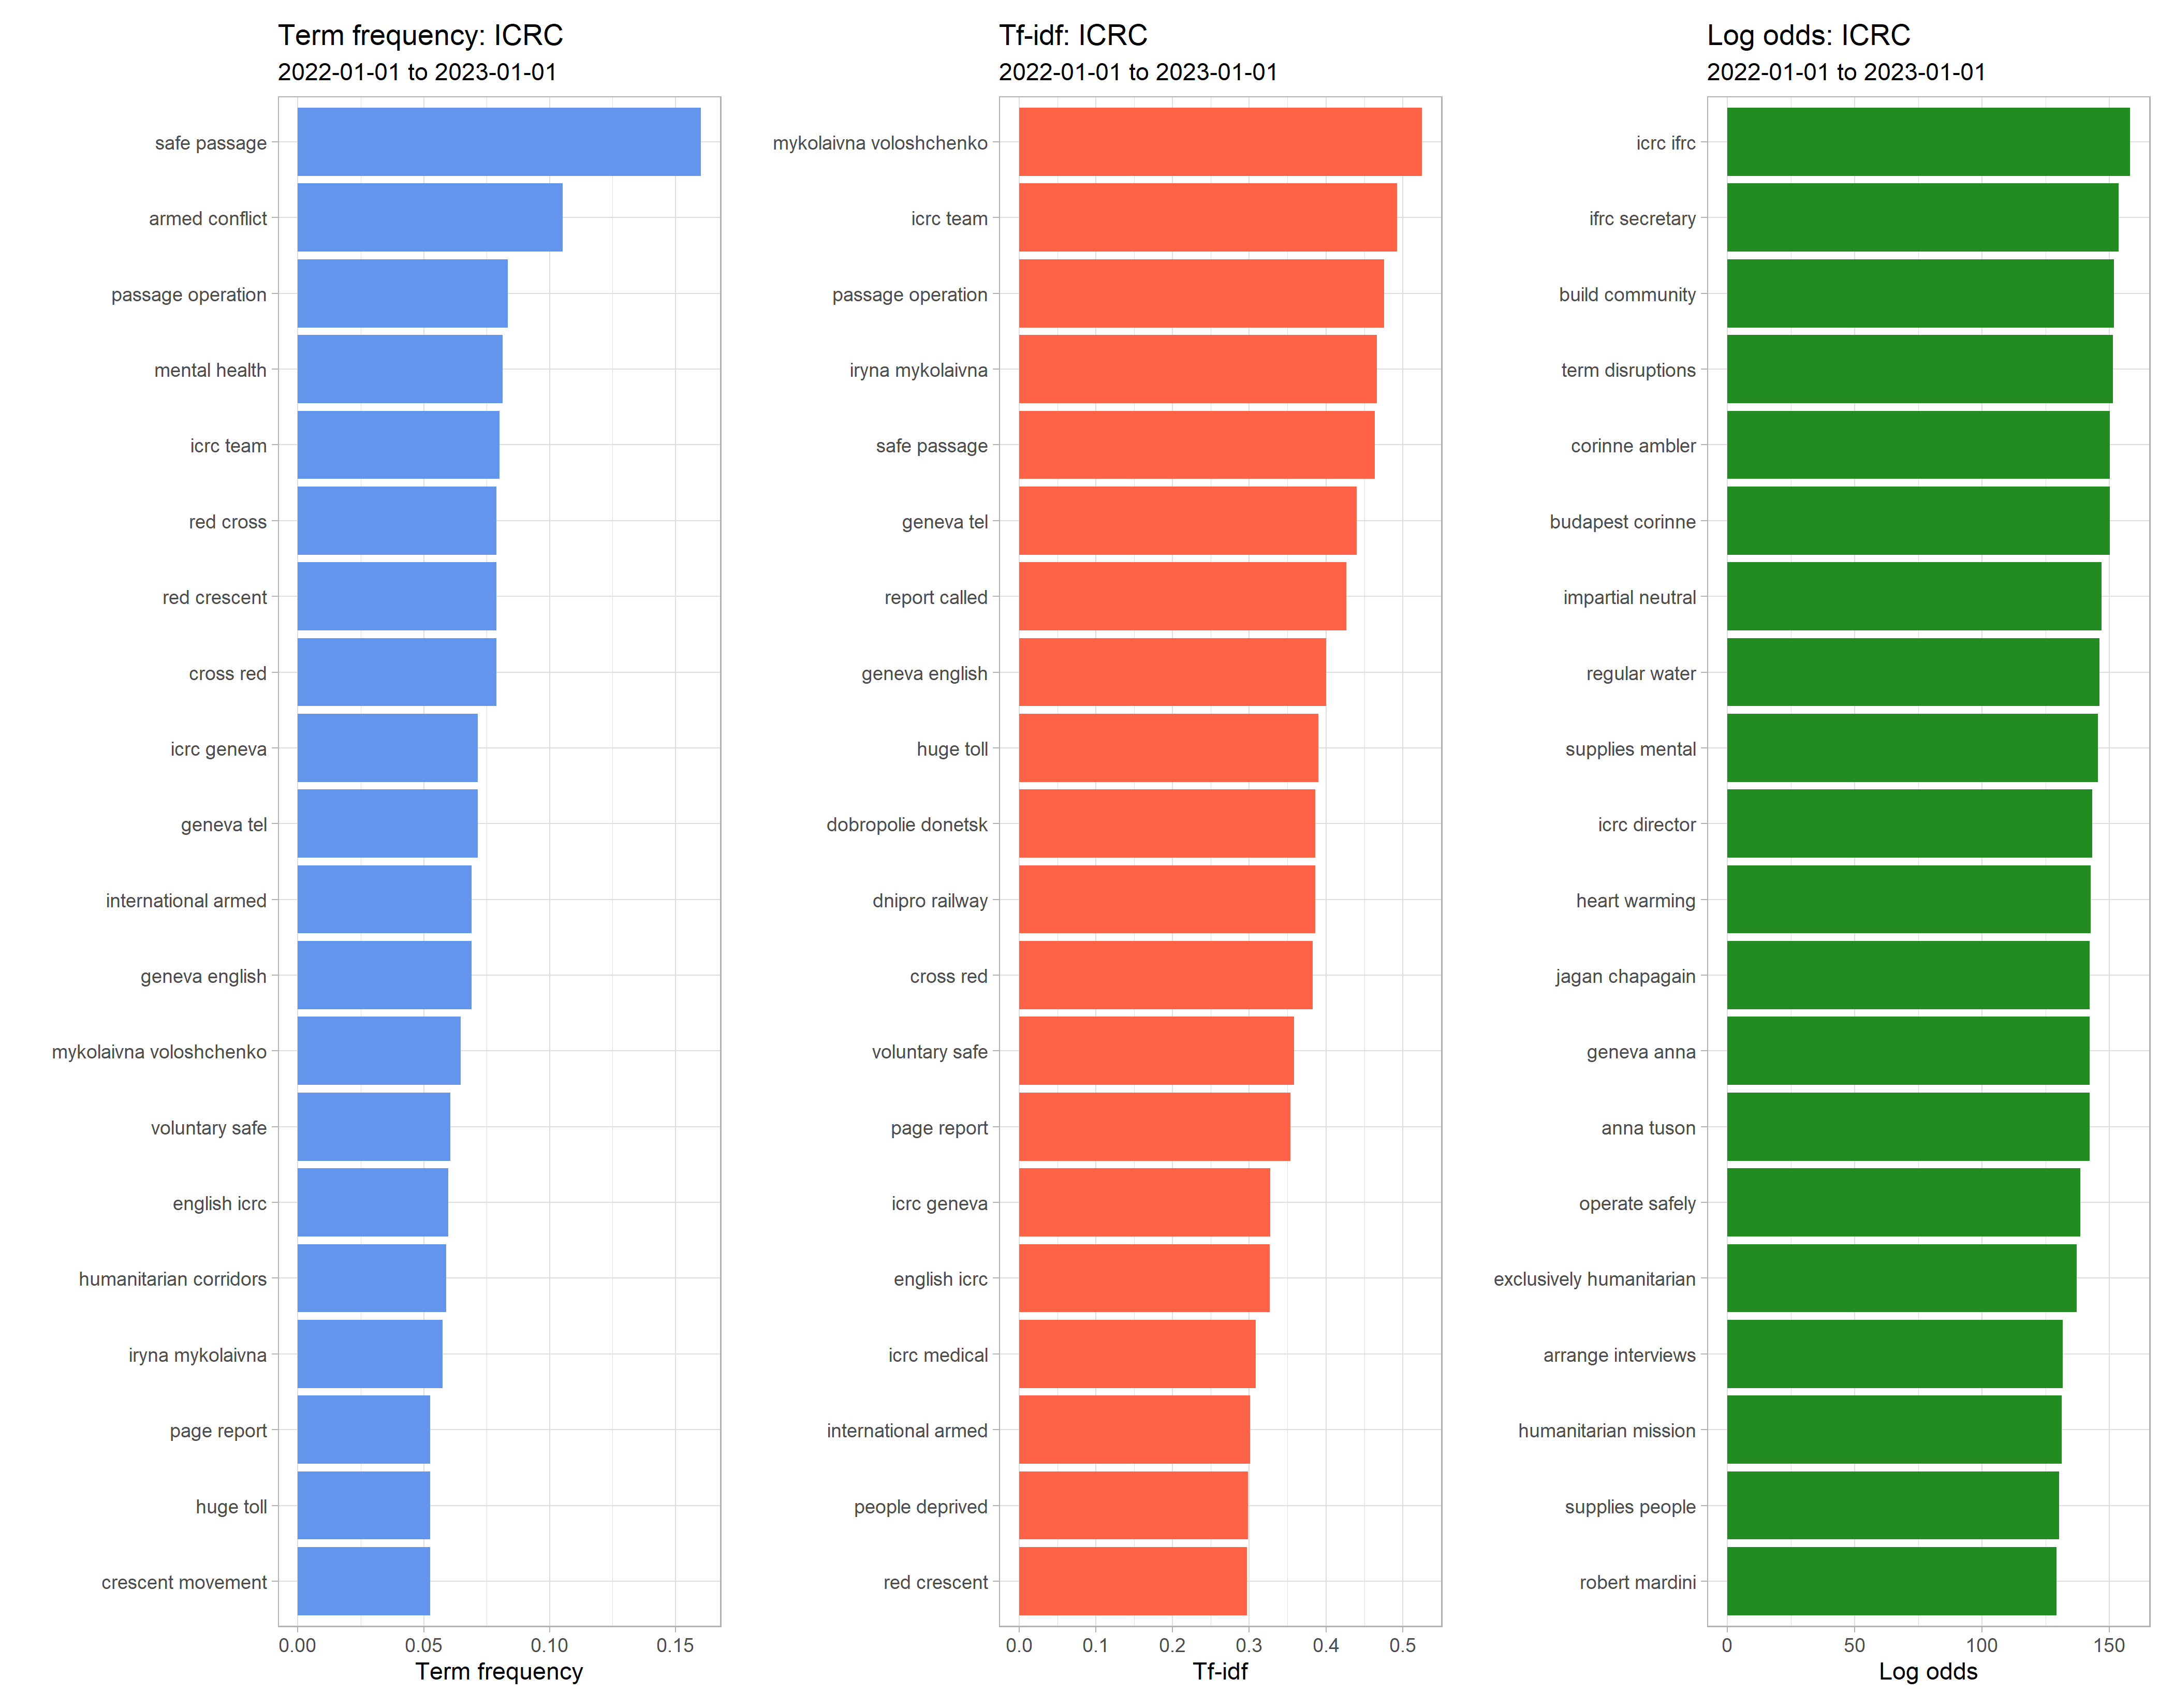 Term frequency: ICRC
2022-01-01 to 2023-01-01
safe passage
armed conflict
passage operation
mental health
icrc team
red cross
red crescent
cross red
icrc geneva
geneva tel
international armed
geneva english
mykolaivna voloshchenko
voluntary safe
english icrc
humanitarian corridors
iryna mykolaivna
page report
huge toll
crescent movement
0.00 0.05 0.10 0.15
Term frequency
Tf-idf: ICRC
2022-01-01 to 2023-01-01
mykolaivna voloshchenko
icrc team
passage operation
iryna mykolaivna
safe passage
geneva tel
report called
geneva english
huge toll
dobropolie donetsk
dnipro railway
cross red
voluntary safe
page report
icrc geneva
english icrc
icrc medical
international armed
people deprived
red crescent
0.0 0.1 0.2 0.3 0.4 0.5
Tf-idf
Log odds: ICRC
2022-01-01 to 2023-01-01
icrc ifrc
ifrc secretary
build community
term disruptions
corinne ambler
budapest corinne
impartial neutral
regular water
supplies mental
icrc director
heart warming
jagan chapagain
geneva anna
anna tuson
operate safely
exclusively humanitarian
arrange interviews
humanitarian mission
supplies people
robert mardini
0 50 100 150
Log odds